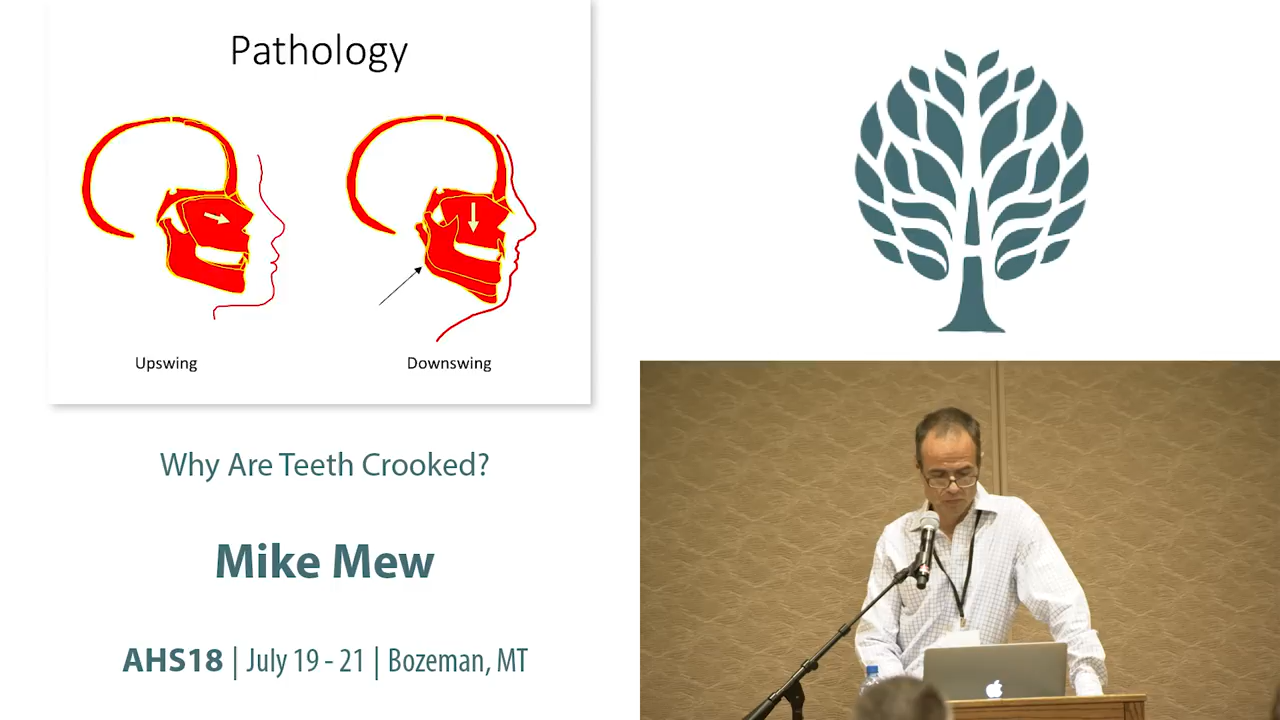 Pathology
Upswing
Downswing
Why Are Teeth Crooked?
Mike Mew
AHS18 | July 19 - 21 | Bozeman, MT